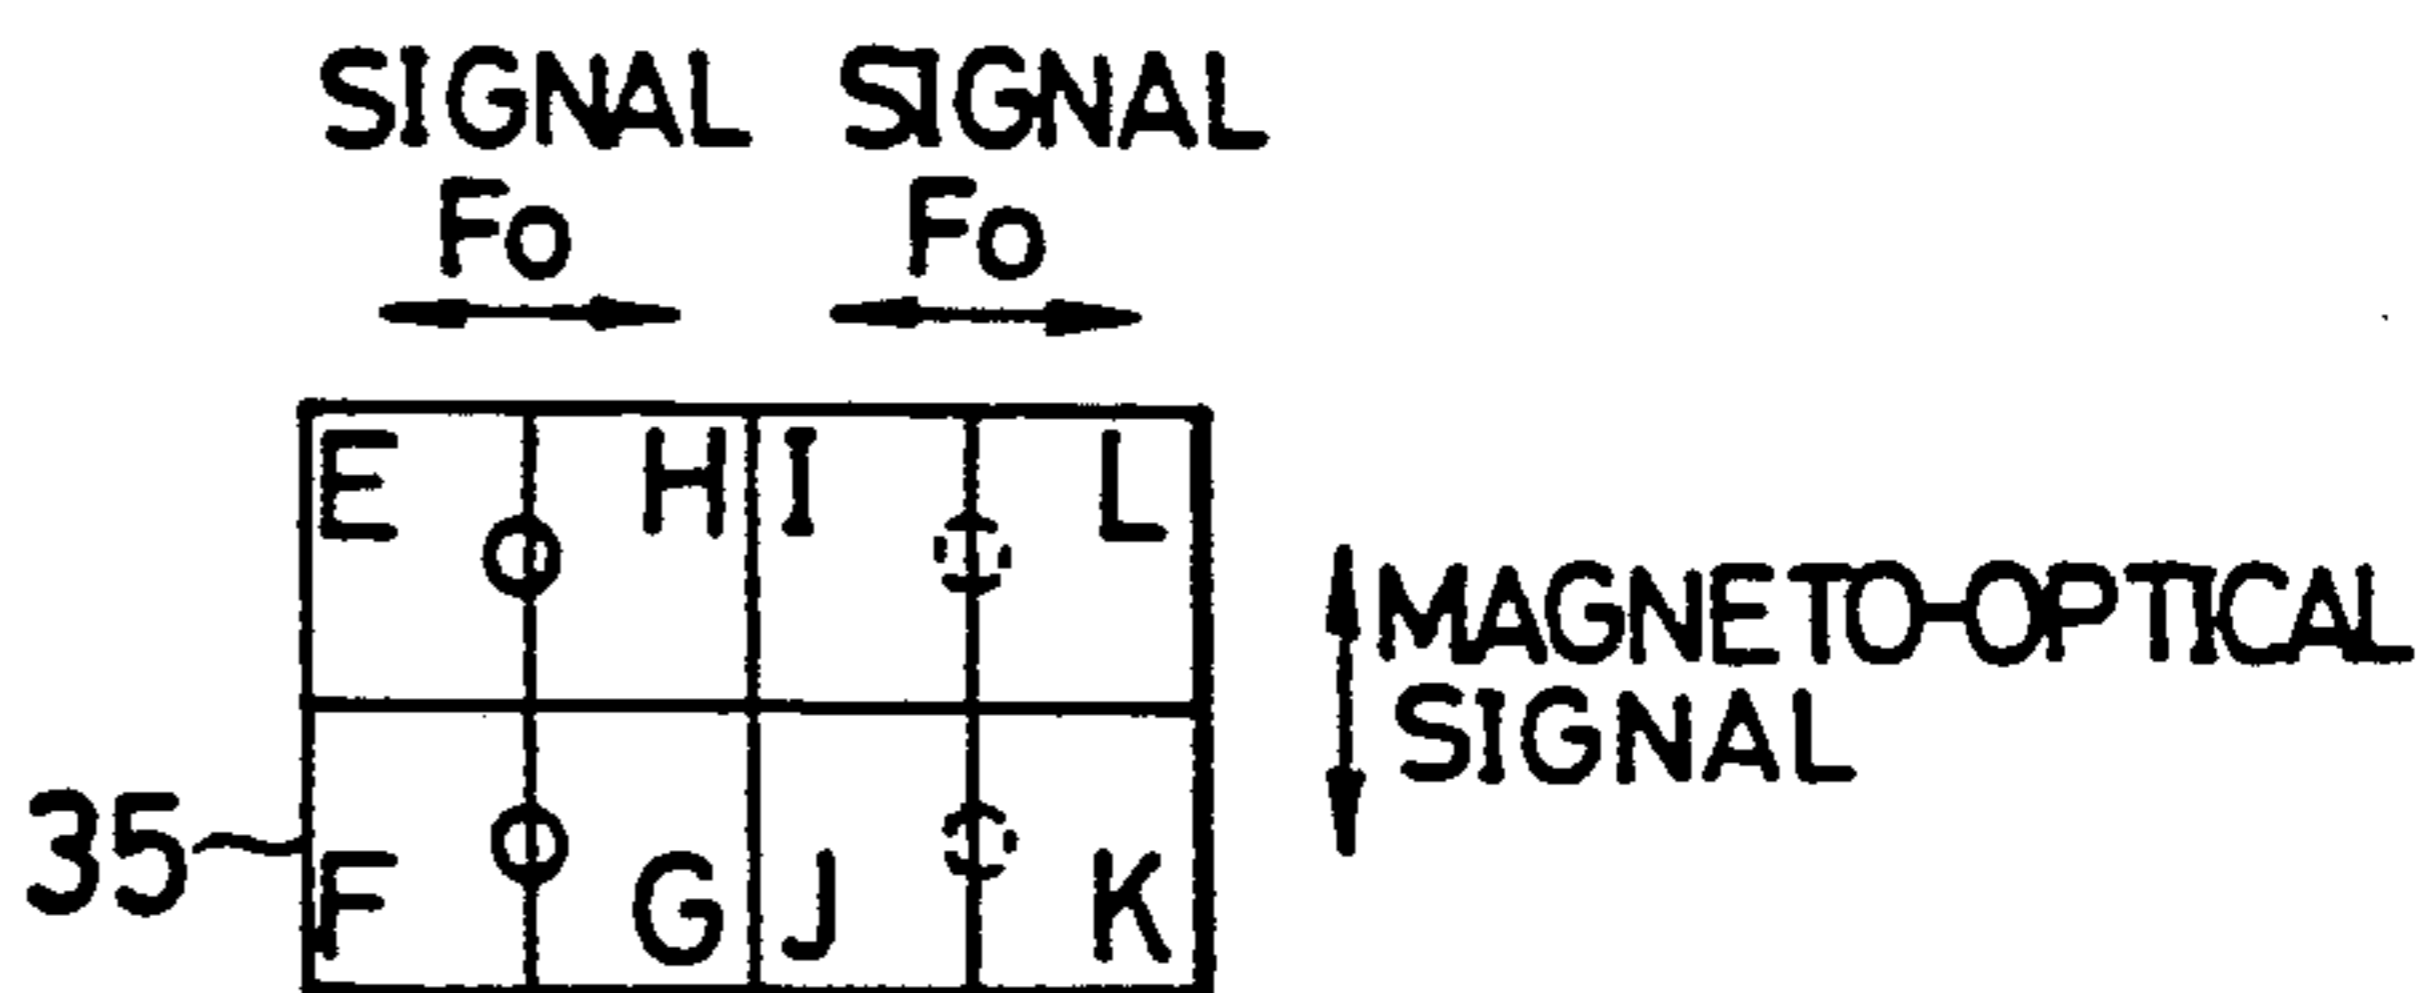 SIGNAL SIGNAL
Fo Fo
E H I L
MAGNETO-OPTICAL
SIGNAL
35
F G J K